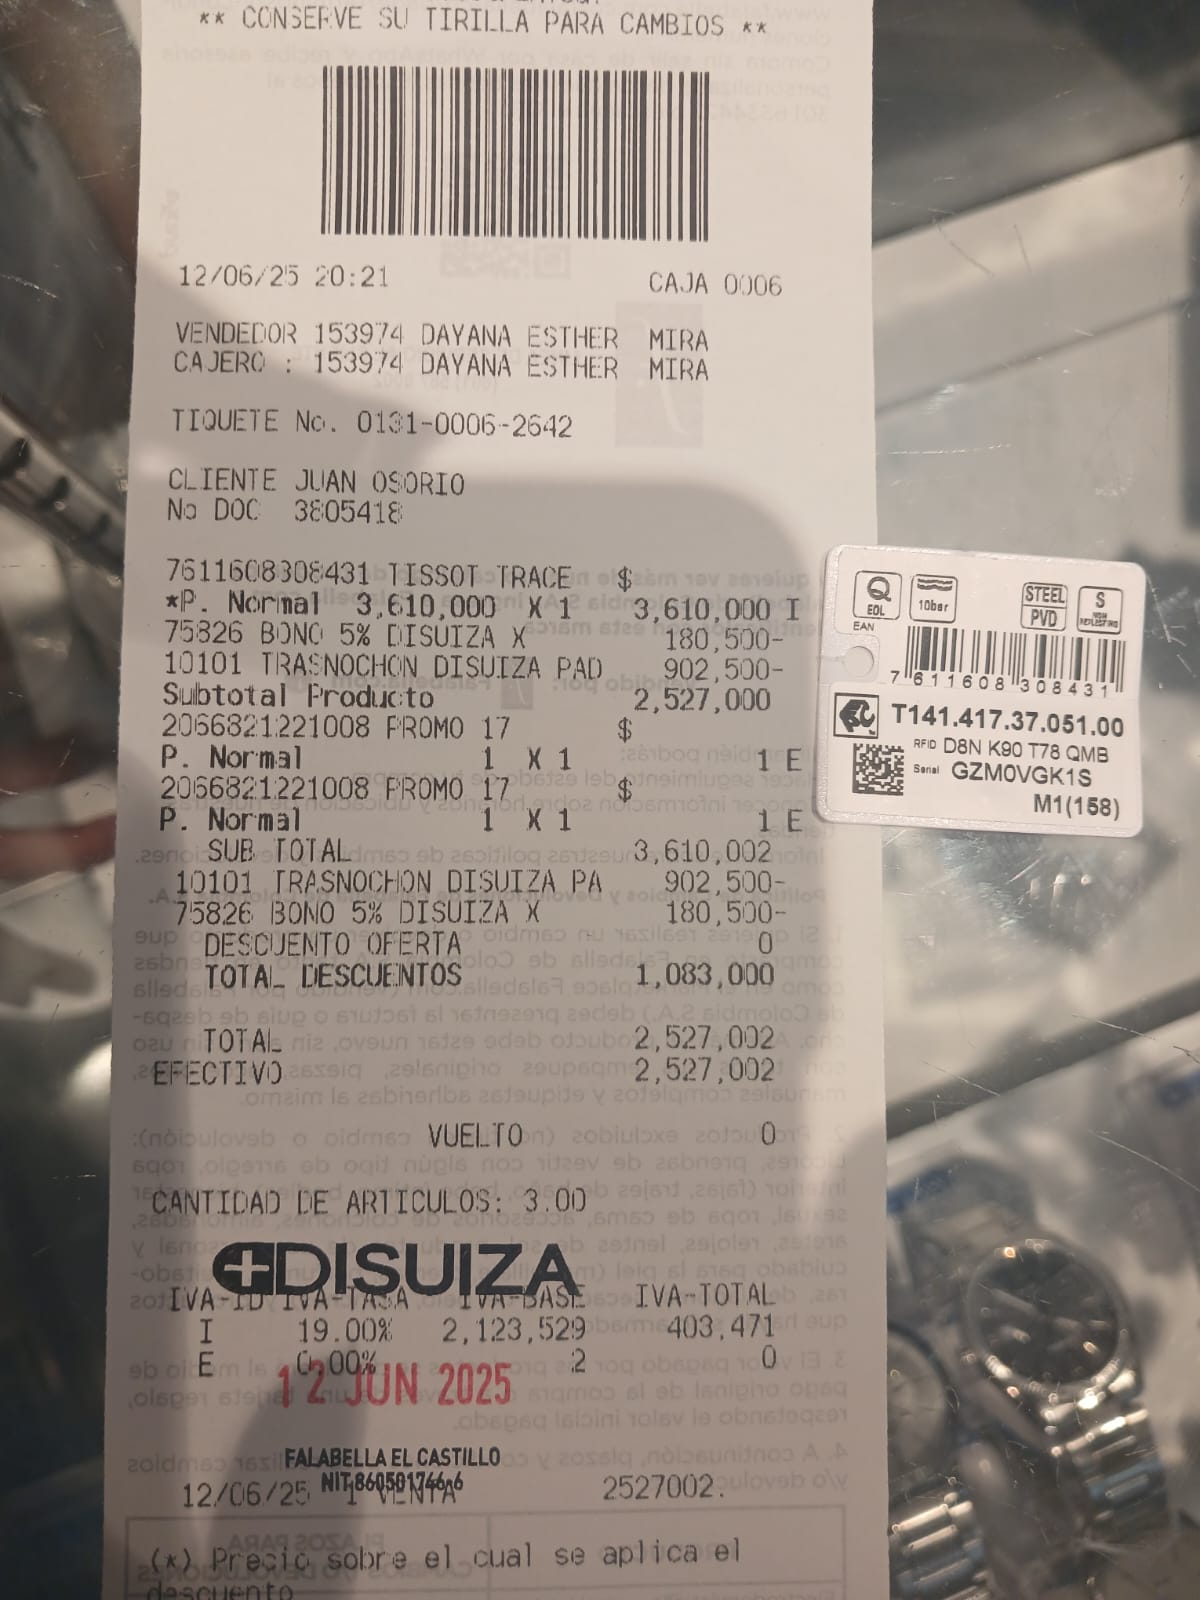 ** CONSERVE SU TIRILLA PARA CAMBIOS **
12/06/25 20:21 CAJA 0006
VENDEDOR 153974 DAYANA ESTHER MIRA
CAJERO : 153974 DAYANA ESTHER MIRA
TIQUETE No. 0131-0006-2642
CLIENTE JUAN OSORIO
No DOC 3805418
7611608308431 TISSOT TRACE $
*P. Normal 3,610,000 X 1 3,610,000 I
75826 BONO 5% DISUIZA X 180,500-
10101 TRASNOCHON DISUIZA PAD 902,500-
Subtotal Producto 2,527,000
2066821221008 PROMO 17 $
P. Normal 1 X 1 1 E
2066821221008 PROMO 17 $
P. Normal 1 X 1 1 E
SUB TOTAL 3,610,002
10101 TRASNOCHON DISUIZA PA 902,500-
75826 BONO 5% DISUIZA X 180,500-
DESCUENTO OFERTA 0
TOTAL DESCUENTOS 1,083,000
TOTAL 2,527,002
EFECTIVO 2,527,002
VUELTO 0
CANTIDAD DE ARTICULOS: 3.00
DISUIZA
IVA-ID IVA-TASA IVA-BASE IVA-TOTAL
I 19.00% 2,123,529 403,471
E 0.00% 2 0
12 JUN 2025
FALABELLA EL CASTILLO
NIT
12/06/25 1 VENTA 2527002.
(*) Precio sobre el cual se aplica el
descuento
Q
EOL
10bar
STEEL
PVD
S
NON REFLECTING
EAN
7 611608 308431
T141.417.37.051.00
RFID D8N K90 T78 QMB
Serial GZM0VGK1S
M1(158)